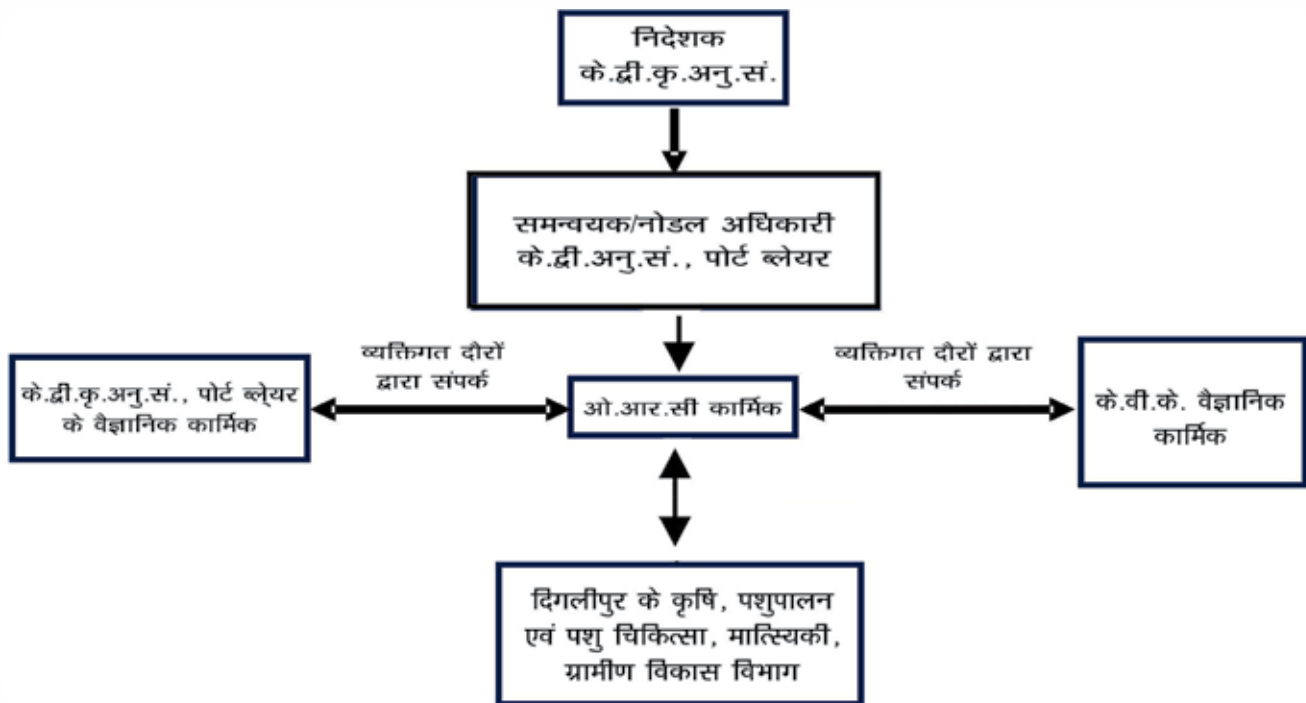 निदेशक
के.द्वी.कृ.अनु.सं.
समन्वयक/नोडल अधिकारी
के.द्वी.अनु.सं., पोर्ट ब्लेयर
व्यक्तिगत दौरों
द्वारा संपर्क
व्यक्तिगत दौरों द्वारा
संपर्क
के.द्वी.कृ.अनु.सं., पोर्ट ब्ले्यर
के वैज्ञानिक कार्मिक
ओ.आर.सी कार्मिक
के.वी.के. वैज्ञानिक
कार्मिक
दिगलीपुर के कृषि, पशुपालन
एवं पशु चिकित्सा, मात्स्यिकी,
ग्रामीण विकास विभाग